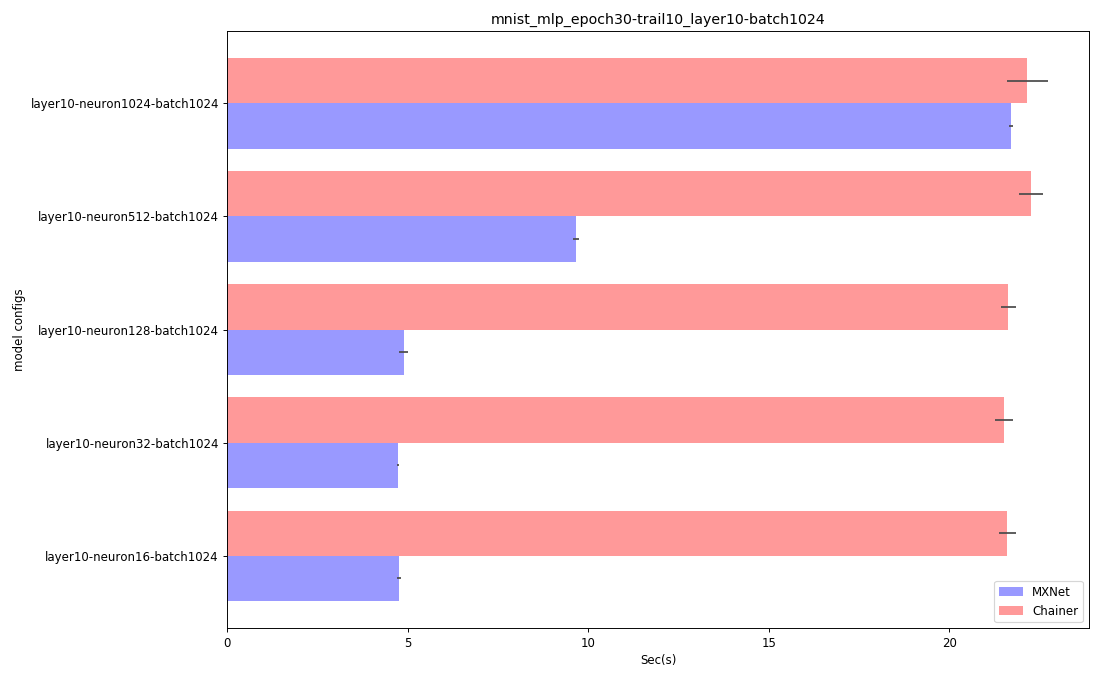 mnist_mlp_epoch30-trail10_layer10-batch1024
layer10-neuron1024-batch1024
layer10-neuron512-batch1024
layer10-neuron128-batch1024
layer10-neuron32-batch1024
layer10-neuron16-batch1024
model configs
MXNet
Chainer
0 5 10 15 20
Sec(s)